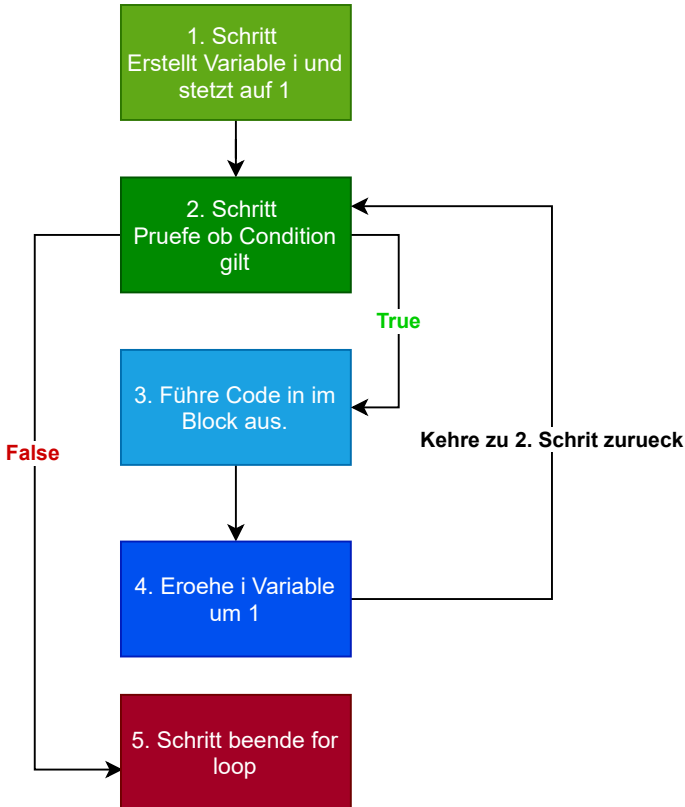 1. Schritt
Erstellt Variable i und
stetzt auf 1
2. Schritt
Pruefe ob Condition
gilt
True
3. Führe Code in im
Block aus.
Kehre zu 2. Schrit zurueck
False
4. Eroehe i Variable
um 1
5. Schritt beende for
loop